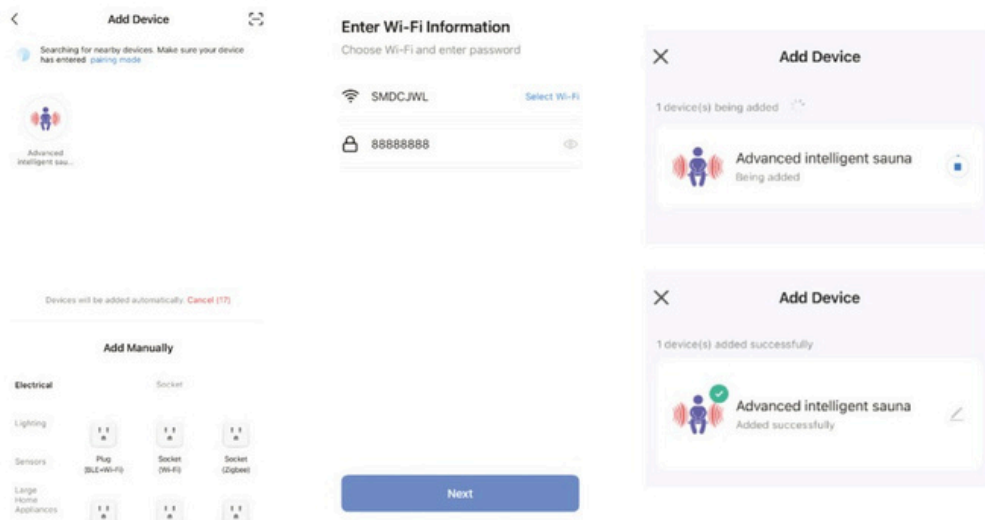 Add Device
Searching for nearby devices. Make sure your device
has entered pairing mode
Advanced
intelligent sau...
Devices will be added automatically. Cancel (17)
Add Manually
Electrical
Socket
Lighting
Sensors
Plug
(BLE+Wi-Fi)
Socket
(Wi-Fi)
Socket
(Zigbee)
Large
Home
Appliances
Enter Wi-Fi Information
Choose Wi-Fi and enter password
SMDCJWL
Select Wi-Fi
88888888
Next
Add Device
1 device(s) being added
Advanced intelligent sauna
Being added
Add Device
1 device(s) added successfully
Advanced intelligent sauna
Added successfully